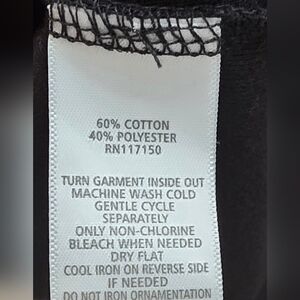 60% COTTON
40% POLYESTER
RN117150
TURN GARMENT INSIDE OUT
MACHINE WASH COLD
GENTLE CYCLE
SEPARATELY
ONLY NON-CHLORINE
BLEACH WHEN NEEDED
DRY FLAT
COOL IRON ON REVERSE SIDE
IF NEEDED
DO NOT IRON ORNAMENTATION